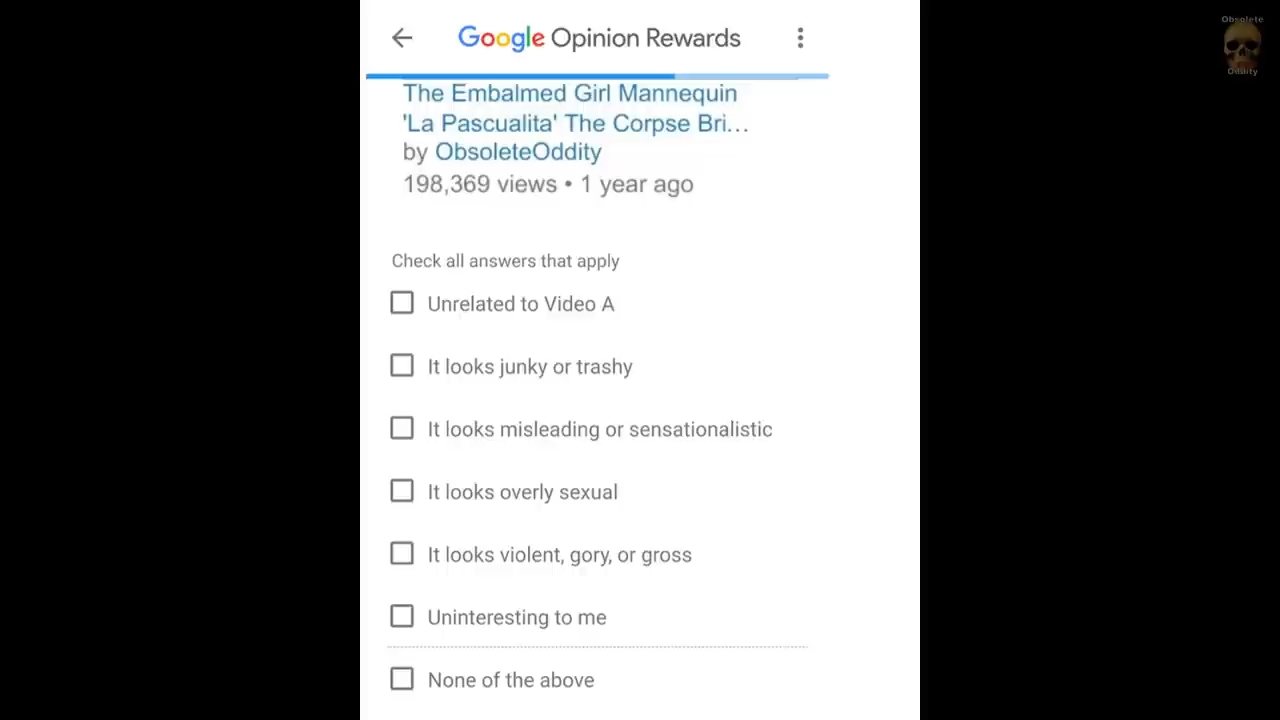 Google Opinion Rewards
Obsolete
Oddity
The Embalmed Girl Mannequin
'La Pascualita' The Corpse Bri...
by ObsoleteOddity
198,369 views • 1 year ago
Check all answers that apply
Unrelated to Video A
It looks junky or trashy
It looks misleading or sensationalistic
It looks overly sexual
It looks violent, gory, or gross
Uninteresting to me
None of the above